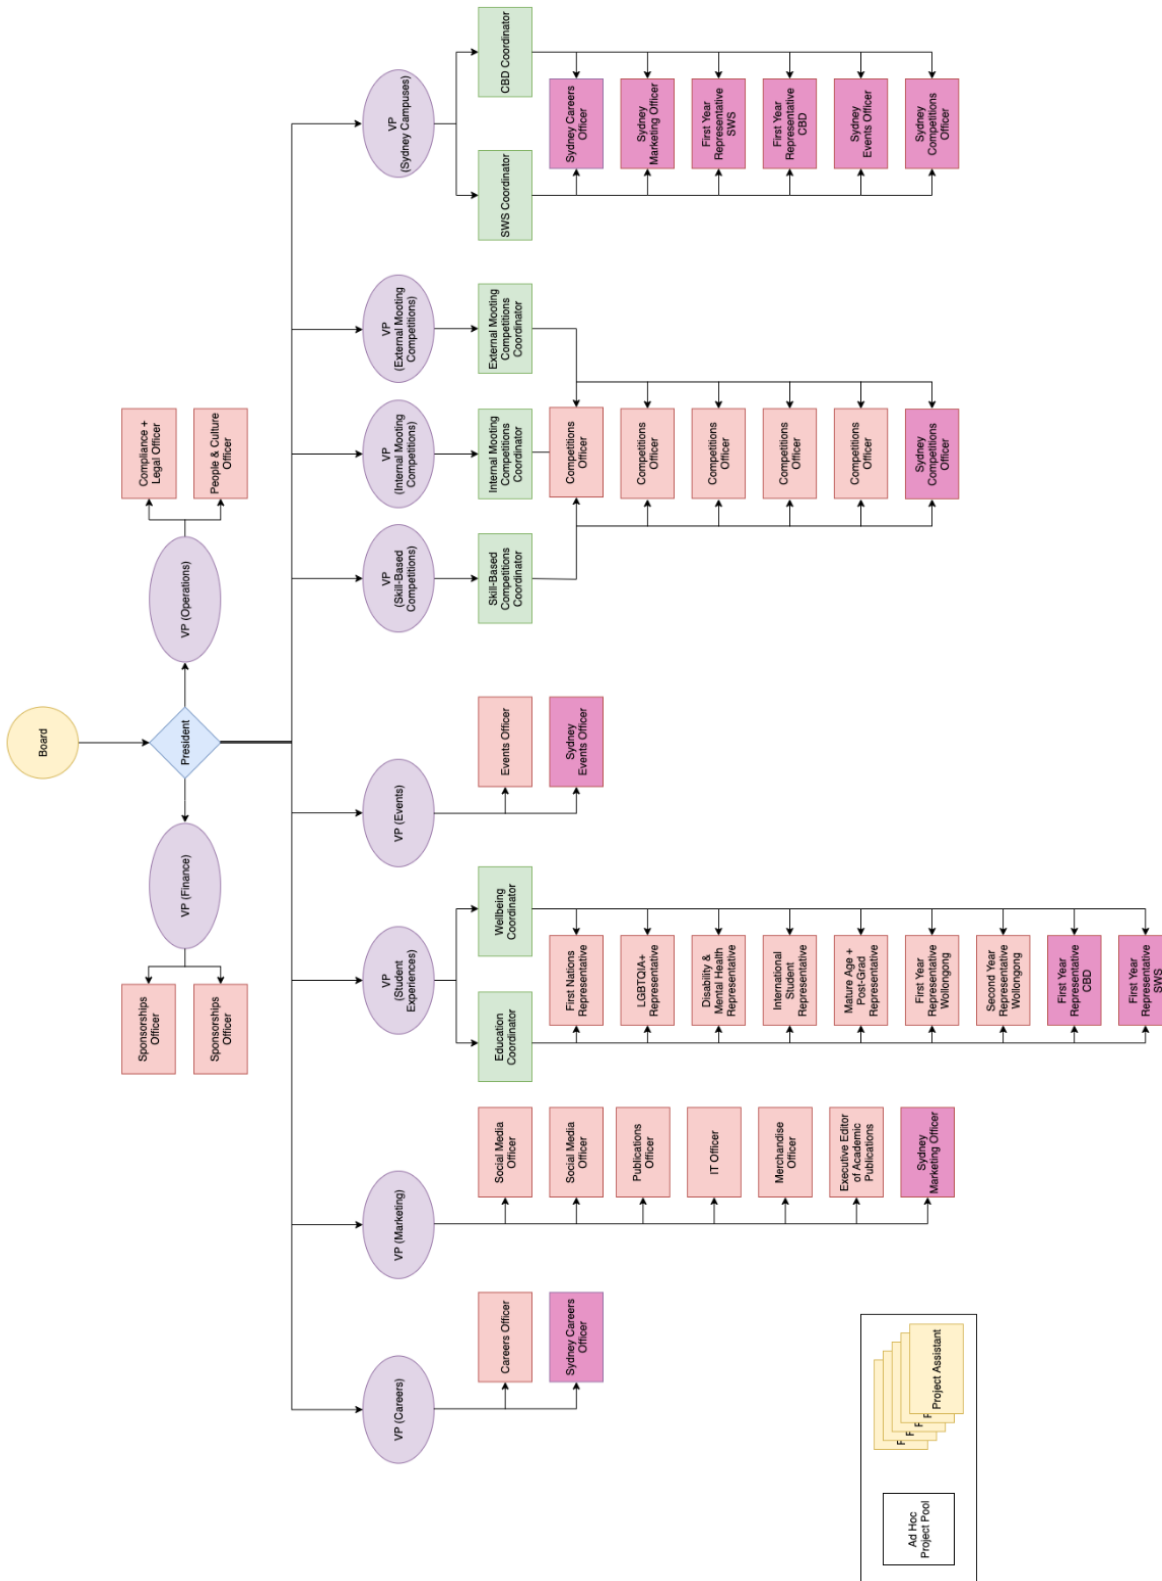 Board
President
VP (Finance)
Sponsorships
Officer
Sponsorships
Officer
VP (Operations)
Compliance +
Legal Officer
People & Culture
Officer
VP (Careers)
Careers Officer
Sydney Careers
Officer
VP (Marketing)
Social Media
Officer
Social Media
Officer
Publications
Officer
IT Officer
Merchandise
Officer
Executive Editor
of Academic
Publications
Sydney
Marketing Officer
VP
(Student
Experiences)
Education
Coordinator
Wellbeing
Coordinator
First Nations
Representative
LGBTQIA+
Representative
Disability &
Mental Health
Representative
International
Student
Representative
Mature Age +
Post-Grad
Representative
First Year
Representative
Wollongong
Second Year
Representative
Wollongong
First Year
Representative
CBD
First Year
Representative
SWS
VP (Events)
Events Officer
Sydney
Events Officer
VP
(Skill-Based
Competitions)
Skill-Based
Competitions
Coordinator
VP
(Internal Mooting
Competitions)
Internal Mooting
Competitions
Coordinator
VP
(External Mooting
Competitions)
External Mooting
Competitions
Coordinator
Competitions
Officer
Competitions
Officer
Competitions
Officer
Competitions
Officer
Competitions
Officer
Sydney
Competitions
Officer
VP
(Sydney Campuses)
SWS Coordinator
CBD Coordinator
Sydney Careers
Officer
Sydney
Marketing Officer
First Year
Representative
SWS
First Year
Representative
CBD
Sydney
Events Officer
Sydney
Competitions
Officer
Ad Hoc
Project Pool
Project Assistant